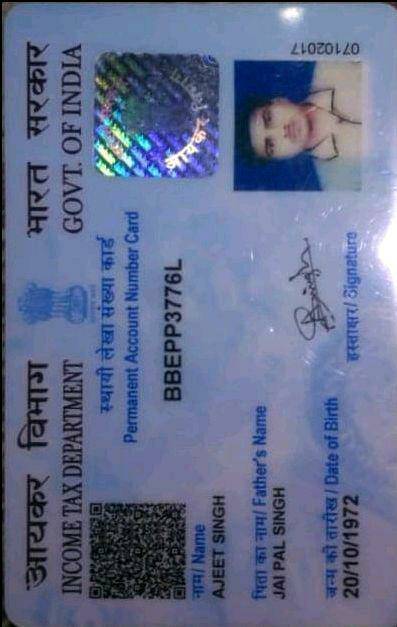 आयकर विभाग
INCOME TAX DEPARTMENT
भारत सरकार
GOVT. OF INDIA
स्थायी लेखा संख्या कार्ड
Permanent Account Number Card
BBEPP3776L
नाम/ Name
AJEET SINGH
पिता का नाम/ Father's Name
JAI PAL SINGH
जन्म की तारीख / Date of Birth
20/10/1972
हस्ताक्षर/ Signature
आयकर विभाग
07102017